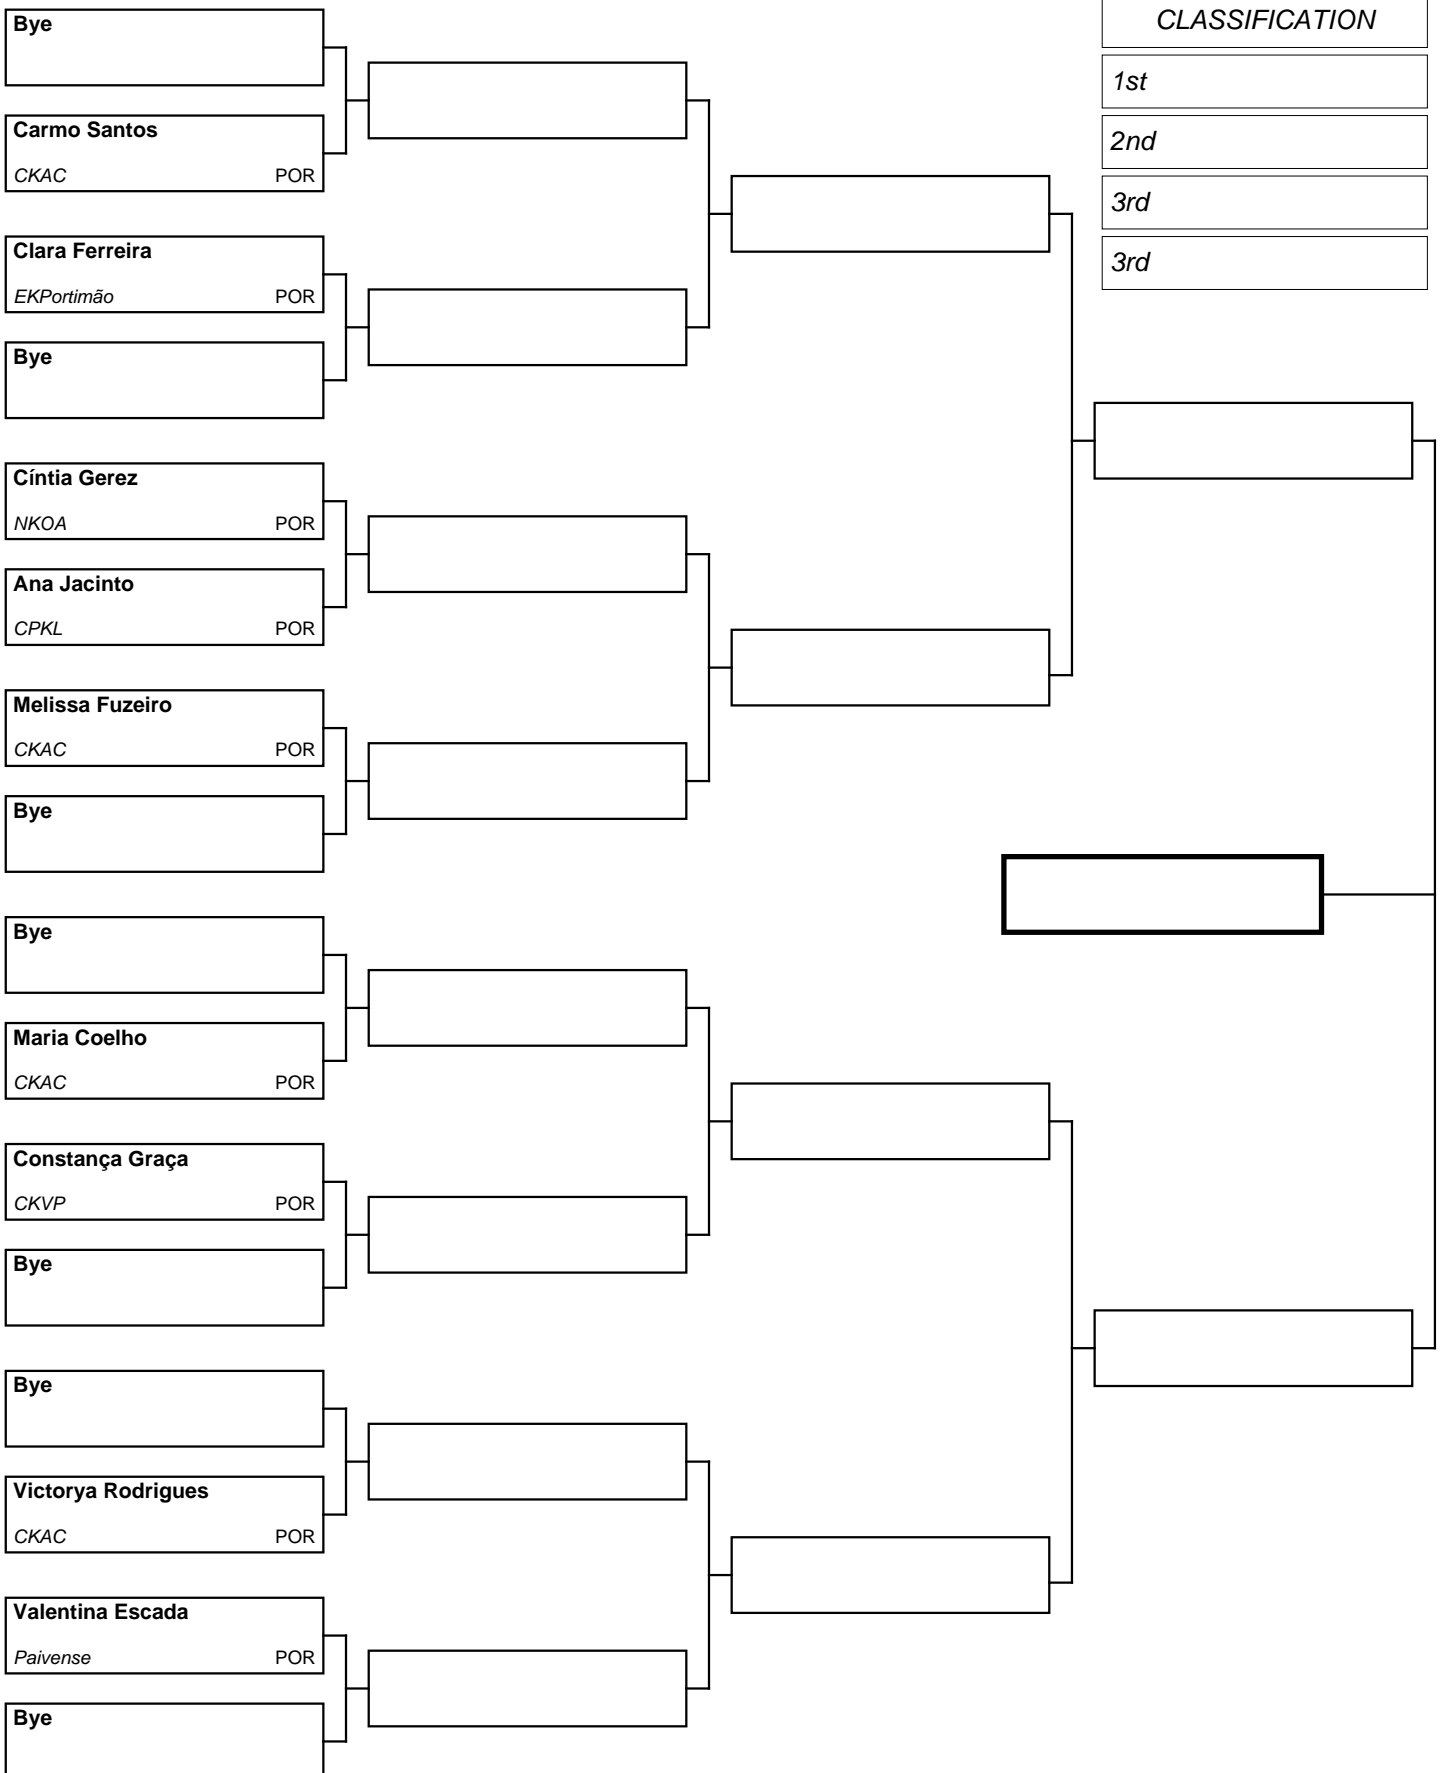 Bye
Carmo Santos
CKAC POR
Clara Ferreira
EKPortimão POR
Bye
Cíntia Gerez
NKOA POR
Ana Jacinto
CPKL POR
Melissa Fuzeiro
CKAC POR
Bye
Bye
Maria Coelho
CKAC POR
Constança Graça
CKVP POR
Bye
Bye
Victorya Rodrigues
CKAC POR
Valentina Escada
Paivense POR
Bye
CLASSIFICATION
1st
2nd
3rd
3rd